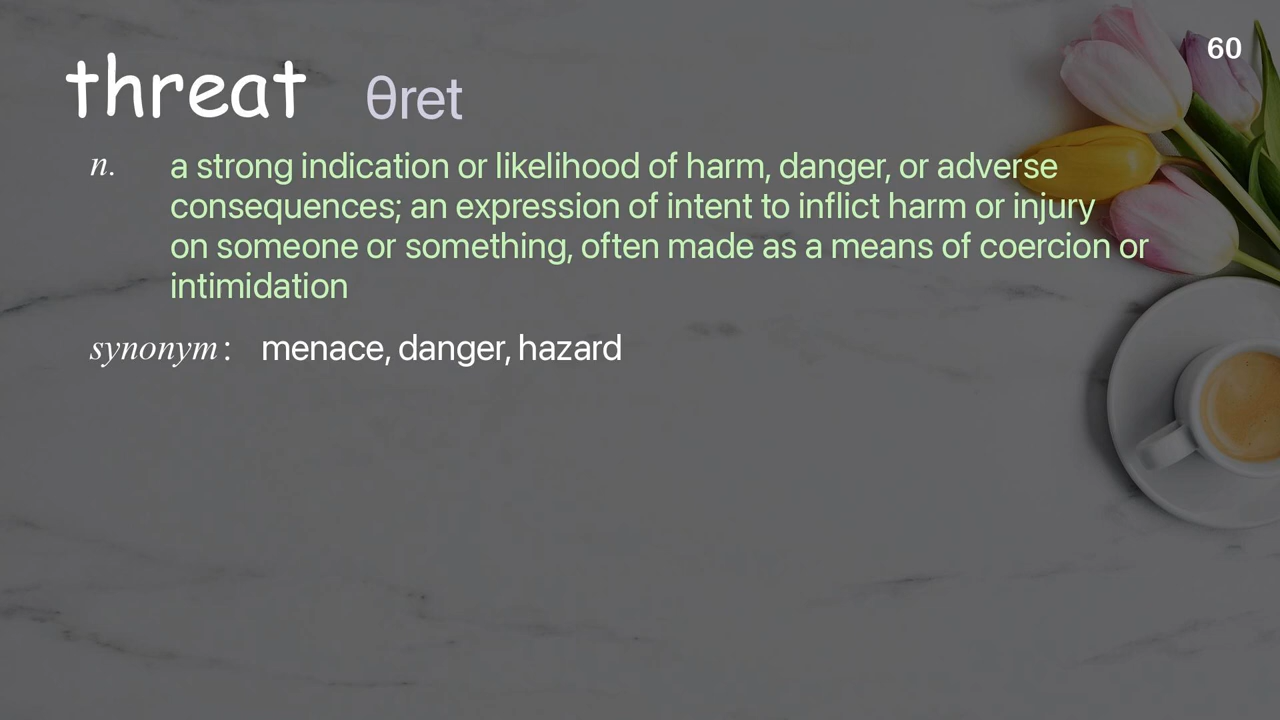 60
threat θret
n. a strong indication or likelihood of harm, danger, or adverse
consequences; an expression of intent to inflict harm or injury
on someone or something, often made as a means of coercion or
intimidation
synonym : menace, danger, hazard